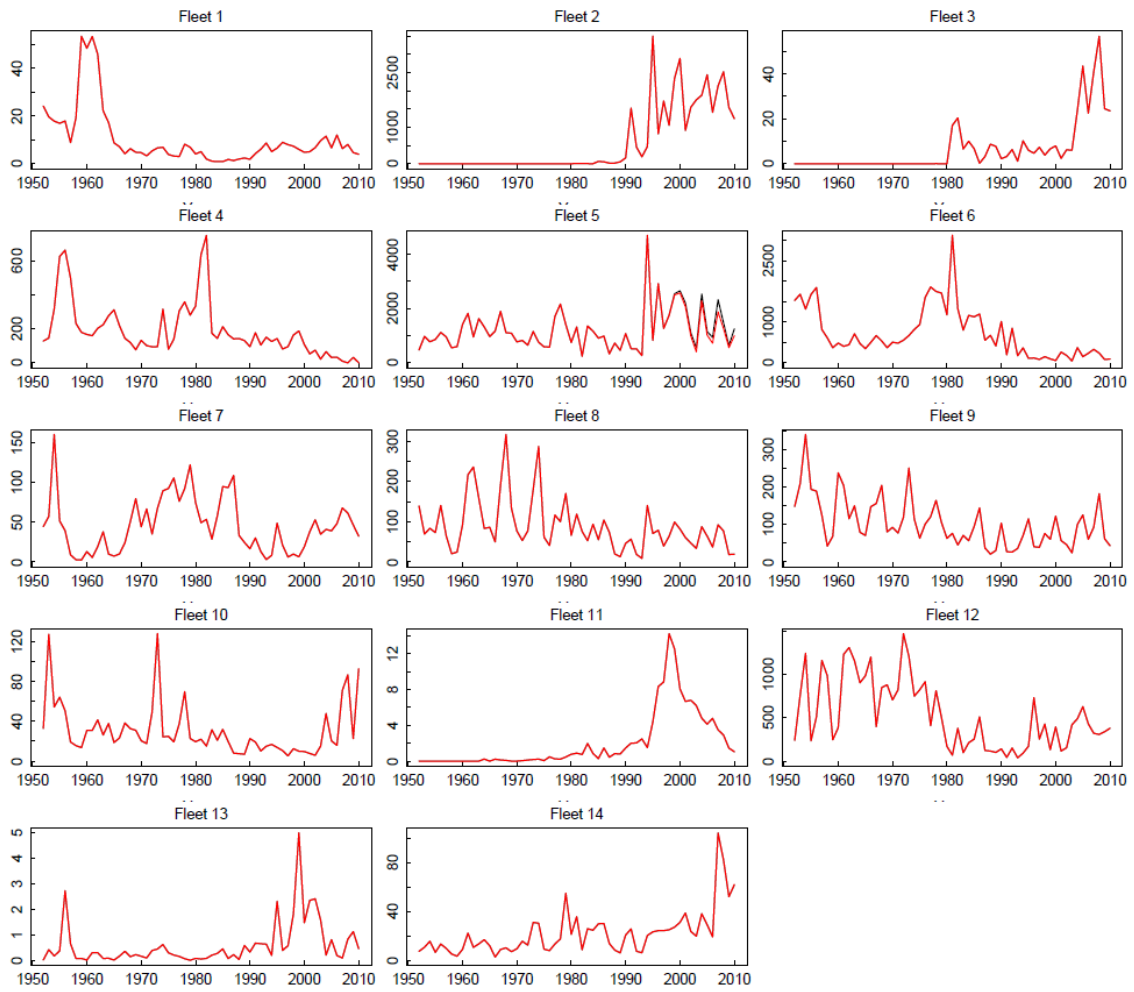 Fleet 1
0 20 40
1950 1960 1970 1980 1990 2000 2010
Fleet 2
0 1000 2500
1950 1960 1970 1980 1990 2000 2010
Fleet 3
0 20 40
1950 1960 1970 1980 1990 2000 2010
Fleet 4
0 200 600
1950 1960 1970 1980 1990 2000 2010
Fleet 5
0 2000 4000
1950 1960 1970 1980 1990 2000 2010
Fleet 6
0 1000 2500
1950 1960 1970 1980 1990 2000 2010
Fleet 7
0 50 100 150
1950 1960 1970 1980 1990 2000 2010
Fleet 8
0 100 200 300
1950 1960 1970 1980 1990 2000 2010
Fleet 9
0 100 200 300
1950 1960 1970 1980 1990 2000 2010
Fleet 10
0 40 80 120
1950 1960 1970 1980 1990 2000 2010
Fleet 11
0 4 8 12
1950 1960 1970 1980 1990 2000 2010
Fleet 12
0 500 1000
1950 1960 1970 1980 1990 2000 2010
Fleet 13
0 1 2 3 4 5
1950 1960 1970 1980 1990 2000 2010
Fleet 14
0 40 80
1950 1960 1970 1980 1990 2000 2010